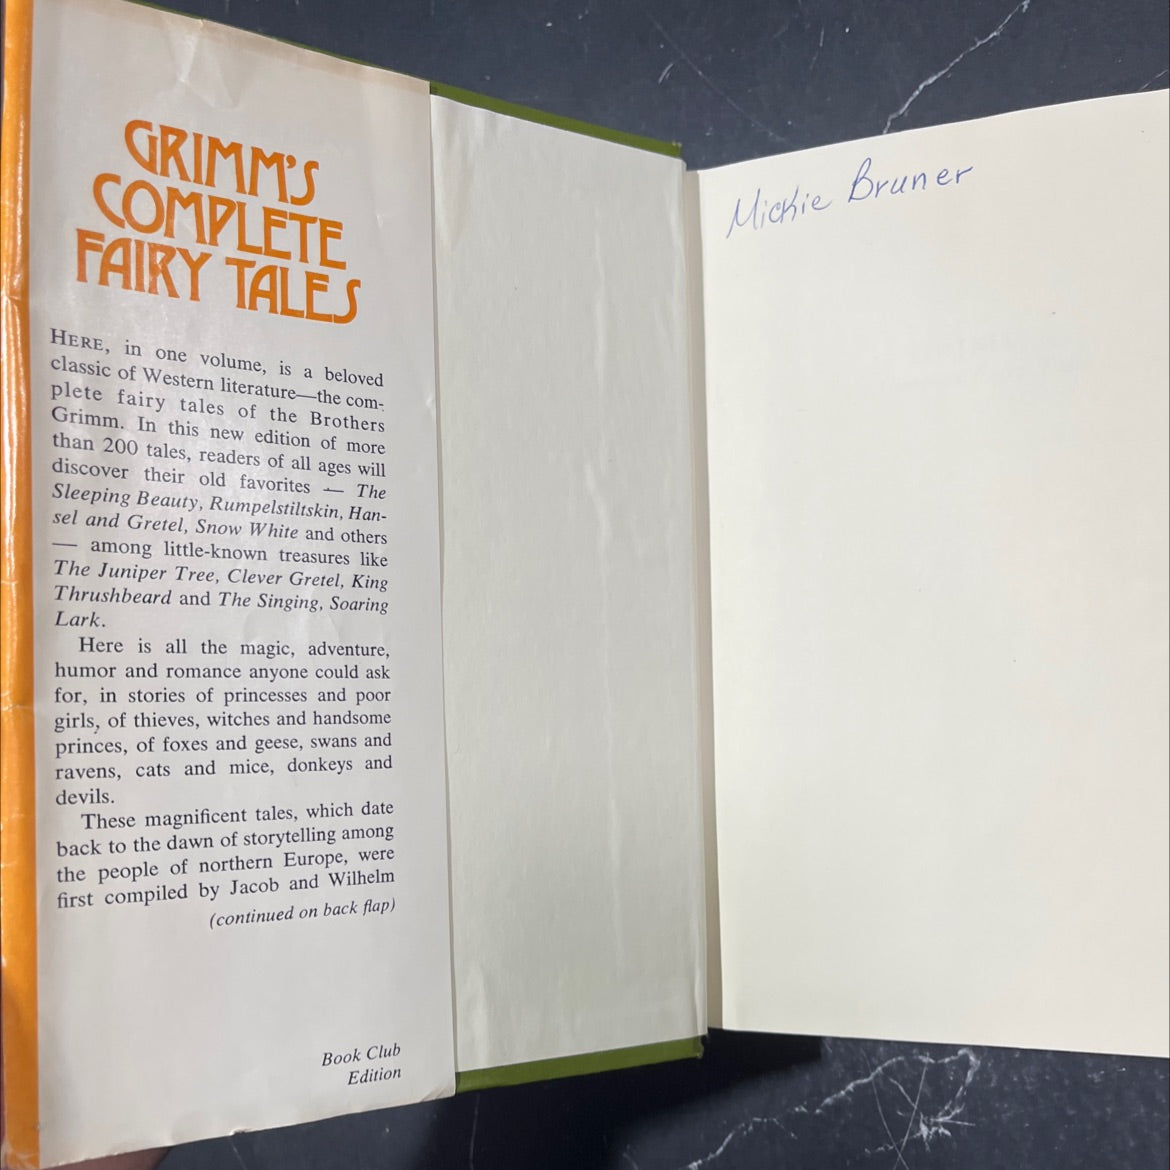 GRIMM'S
COMPLETE
FAIRY TALES
HERE, in one volume, is a beloved
classic of Western literature—the com-
plete fairy tales of the Brothers
Grimm. In this new edition of more
than 200 tales, readers of all ages will
discover their old favorites — The
Sleeping Beauty, Rumpelstiltskin, Han-
sel and Gretel, Snow White and others
— among little-known treasures like
The Juniper Tree, Clever Gretel, King
Thrushbeard and The Singing, Soaring
Lark.
Here is all the magic, adventure,
humor and romance anyone could ask
for, in stories of princesses and poor
girls, of thieves, witches and handsome
princes, of foxes and geese, swans and
ravens, cats and mice, donkeys and
devils.
These magnificent tales, which date
back to the dawn of storytelling among
the people of northern Europe, were
first compiled by Jacob and Wilhelm
(continued on back flap)
Book Club
Edition
Mickie Bruner